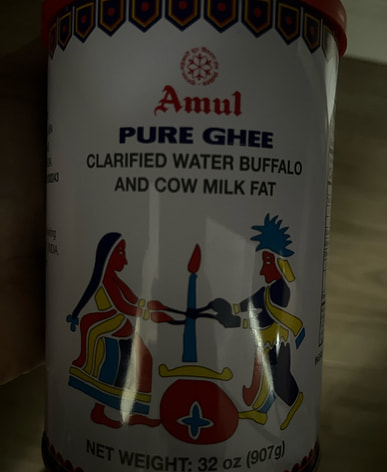 Amul
PURE GHEE
CLARIFIED WATER BUFFALO
AND COW MILK FAT
NET WEIGHT: 32 oz (907g)